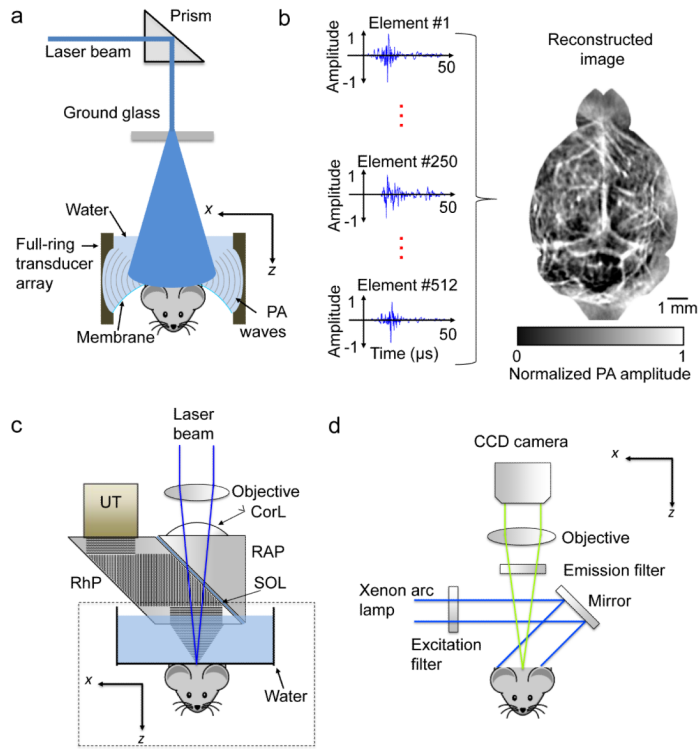 a
Prism
Laser beam
Ground glass
Water
x
z
Full-ring
transducer
array
Membrane
PA
waves
b
Element #1
Amplitude
1
-1
50
Element #250
Amplitude
1
-1
50
Element #512
Amplitude
1
-1
50
Time (µs)
Reconstructed
image
1 mm
0
1
Normalized PA amplitude
c
Laser
beam
UT
Objective
CorL
RAP
RhP
SOL
Water
x
z
d
CCD camera
x
z
Objective
Emission filter
Xenon arc
lamp
Mirror
Excitation
filter